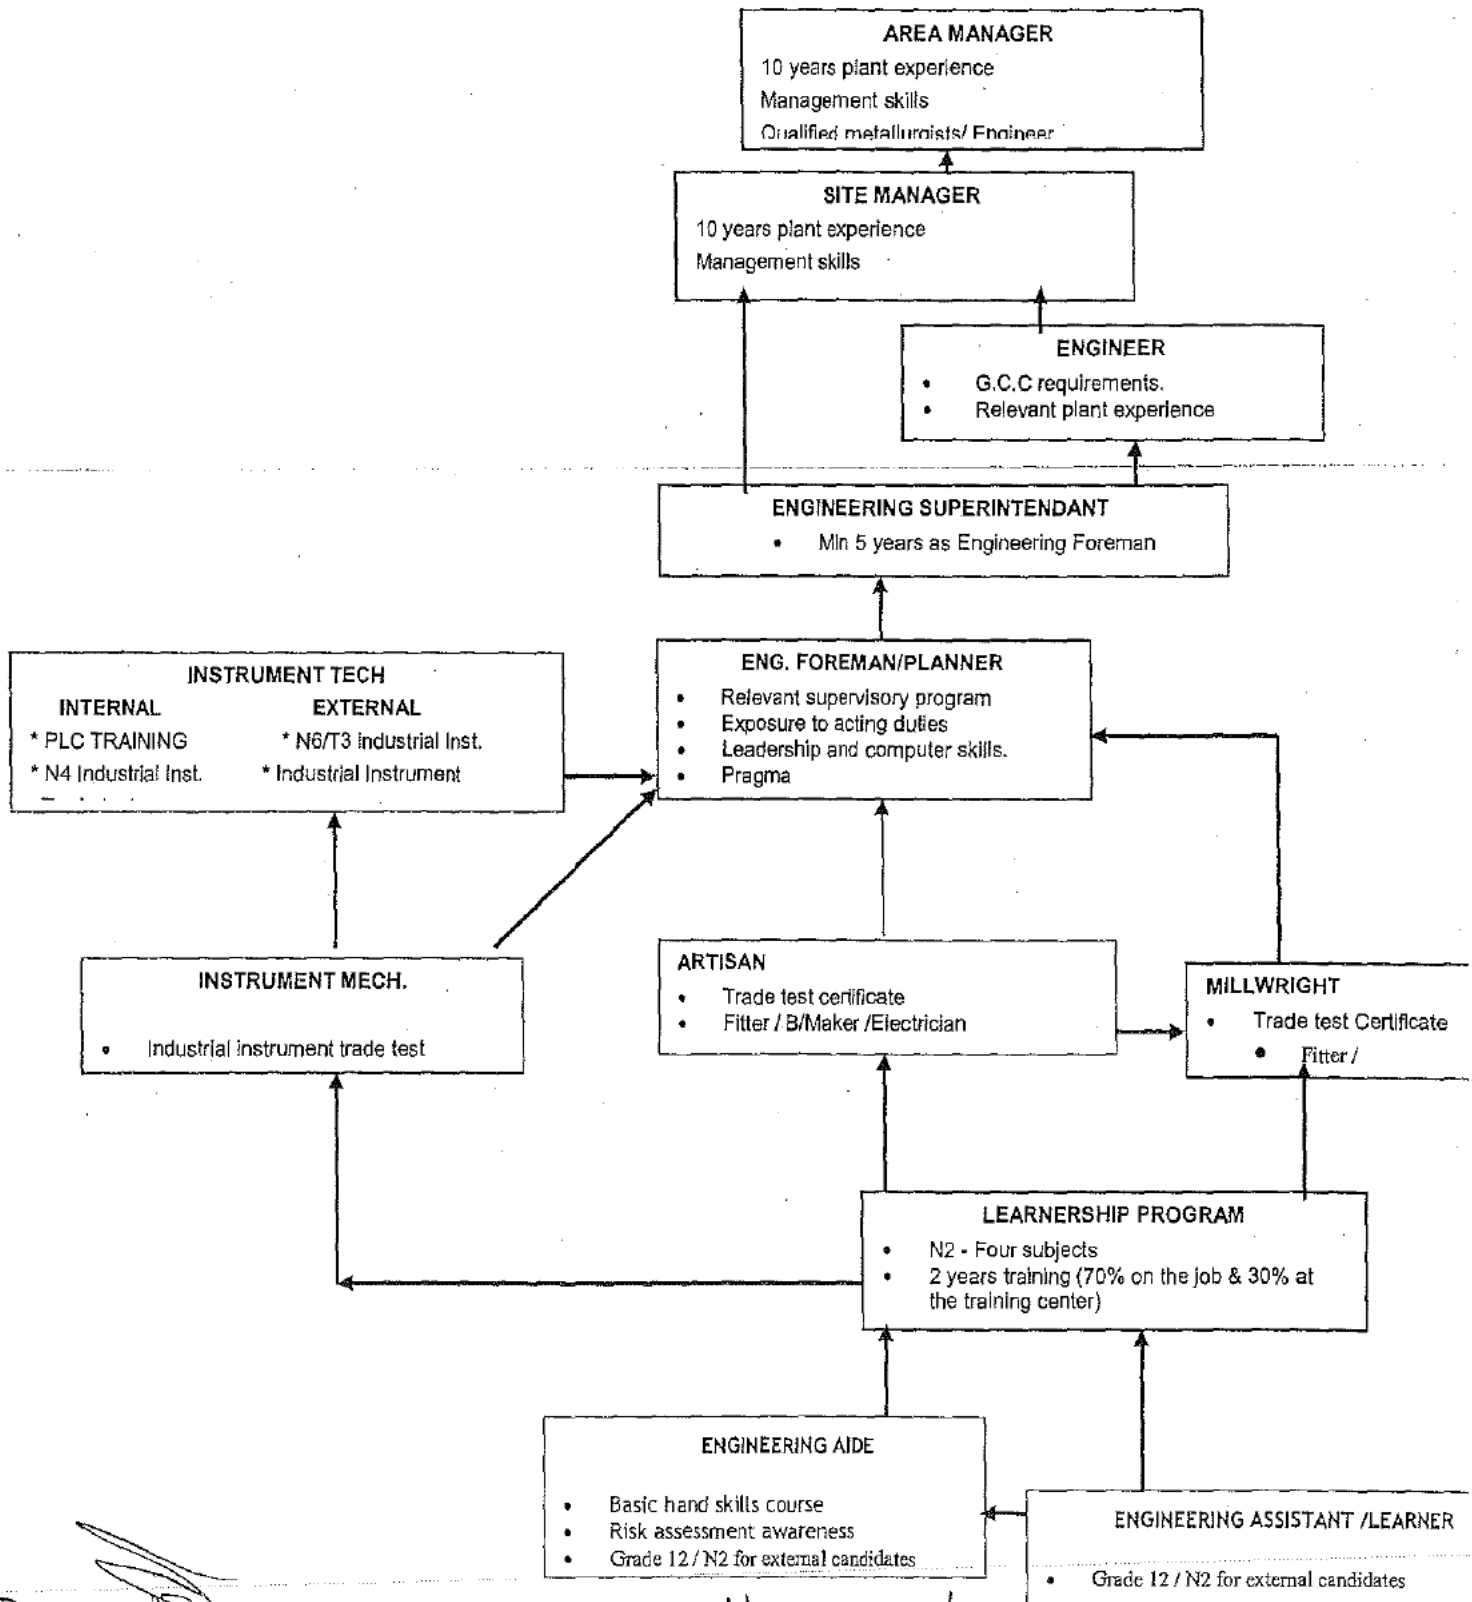 AREA MANAGER
10 years plant experience
Management skills
Qualified metallurgists/ Engineer
SITE MANAGER
10 years plant experience
Management skills
ENGINEER
• G.C.C requirements.
• Relevant plant experience
ENGINEERING SUPERINTENDANT
• Min 5 years as Engineering Foreman
ENG. FOREMAN/PLANNER
• Relevant supervisory program
• Exposure to acting duties
• Leadership and computer skills.
• Pragma
INSTRUMENT TECH
INTERNAL EXTERNAL
* PLC TRAINING * N6/T3 Industrial Inst.
* N4 Industrial Inst. * Industrial Instrument
INSTRUMENT MECH.
• Industrial instrument trade test
ARTISAN
• Trade test certificate
• Fitter / B/Maker /Electrician
MILLWRIGHT
• Trade test Certificate
• Fitter /
LEARNERSHIP PROGRAM
• N2 - Four subjects
• 2 years training (70% on the job & 30% at
the training center)
ENGINEERING AIDE
• Basic hand skills course
• Risk assessment awareness
• Grade 12 / N2 for external candidates
ENGINEERING ASSISTANT /LEARNER
• Grade 12 / N2 for external candidates